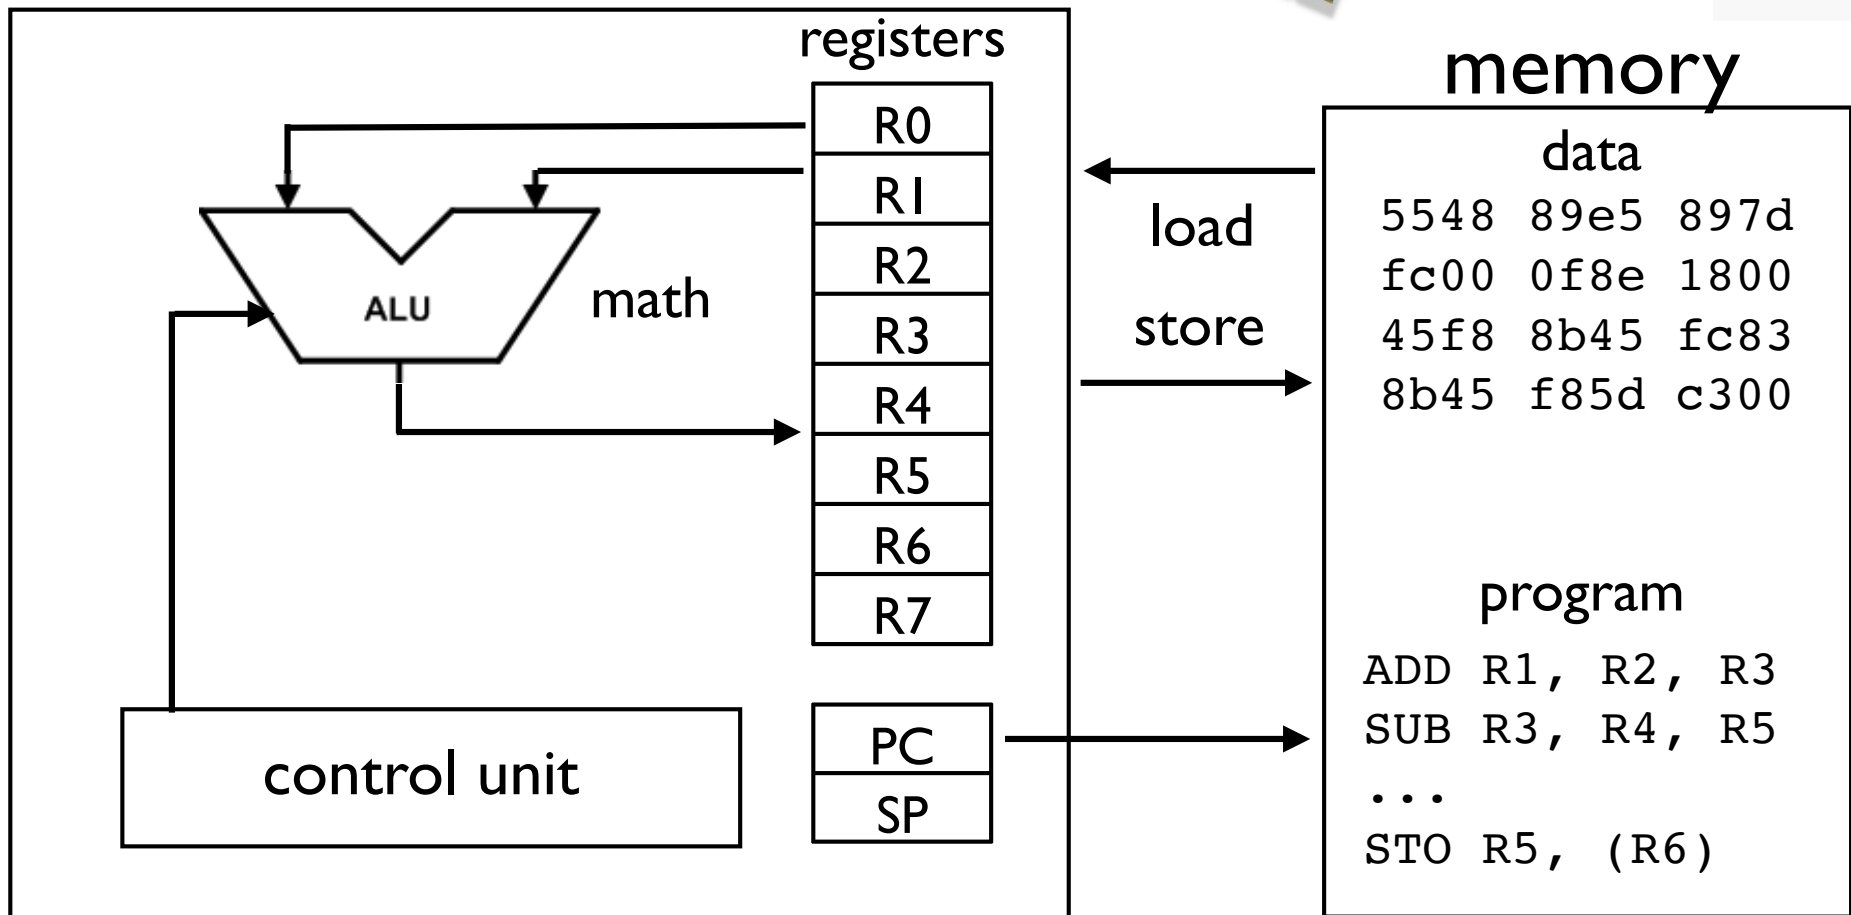 registers
R0
R1
R2
R3
R4
R5
R6
R7
PC
SP
ALU
math
control unit
load
store
memory
data
5548 89e5 897d
fc00 0f8e 1800
45f8 8b45 fc83
8b45 f85d c300
program
ADD R1, R2, R3
SUB R3, R4, R5
...
STO R5, (R6)